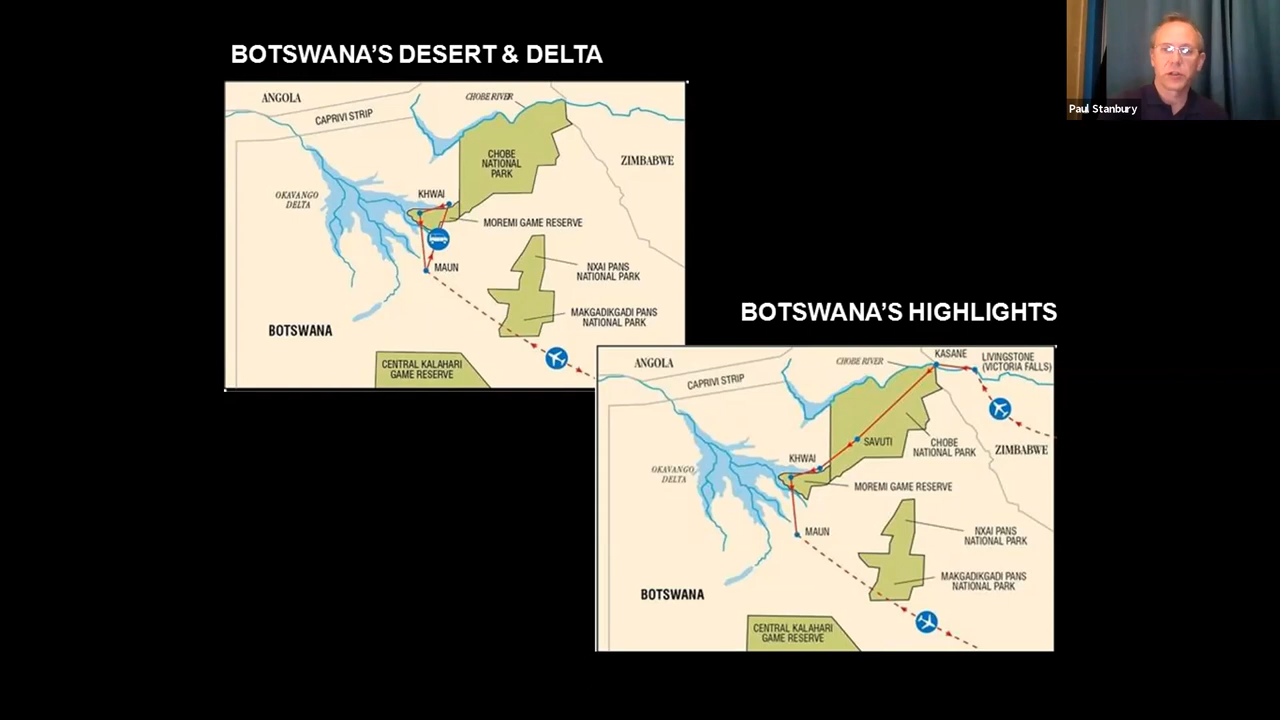 BOTSWANA'S DESERT & DELTA
ANGOLA
CAPRIVI STRIP
CHOBE RIVER
CHOBE
NATIONAL
PARK
ZIMBABWE
OKAVANGO
DELTA
KHWAI
MOREMI GAME RESERVE
MAUN
NXAI PANS
NATIONAL PARK
MAKGADIKGADI PANS
NATIONAL PARK
BOTSWANA
CENTRAL KALAHARI
GAME RESERVE
Paul Stanbury
BOTSWANA'S HIGHLIGHTS
ANGOLA
CAPRIVI STRIP
CHOBE RIVER
KASANE
LIVINGSTONE
(VICTORIA FALLS)
SAVUTI
CHOBE
NATIONAL PARK
ZIMBABWE
KHWAI
OKAVANGO
DELTA
MOREMI GAME RESERVE
MAUN
NXAI PANS
NATIONAL PARK
MAKGADIKGADI PANS
NATIONAL PARK
BOTSWANA
CENTRAL KALAHARI
GAME RESERVE